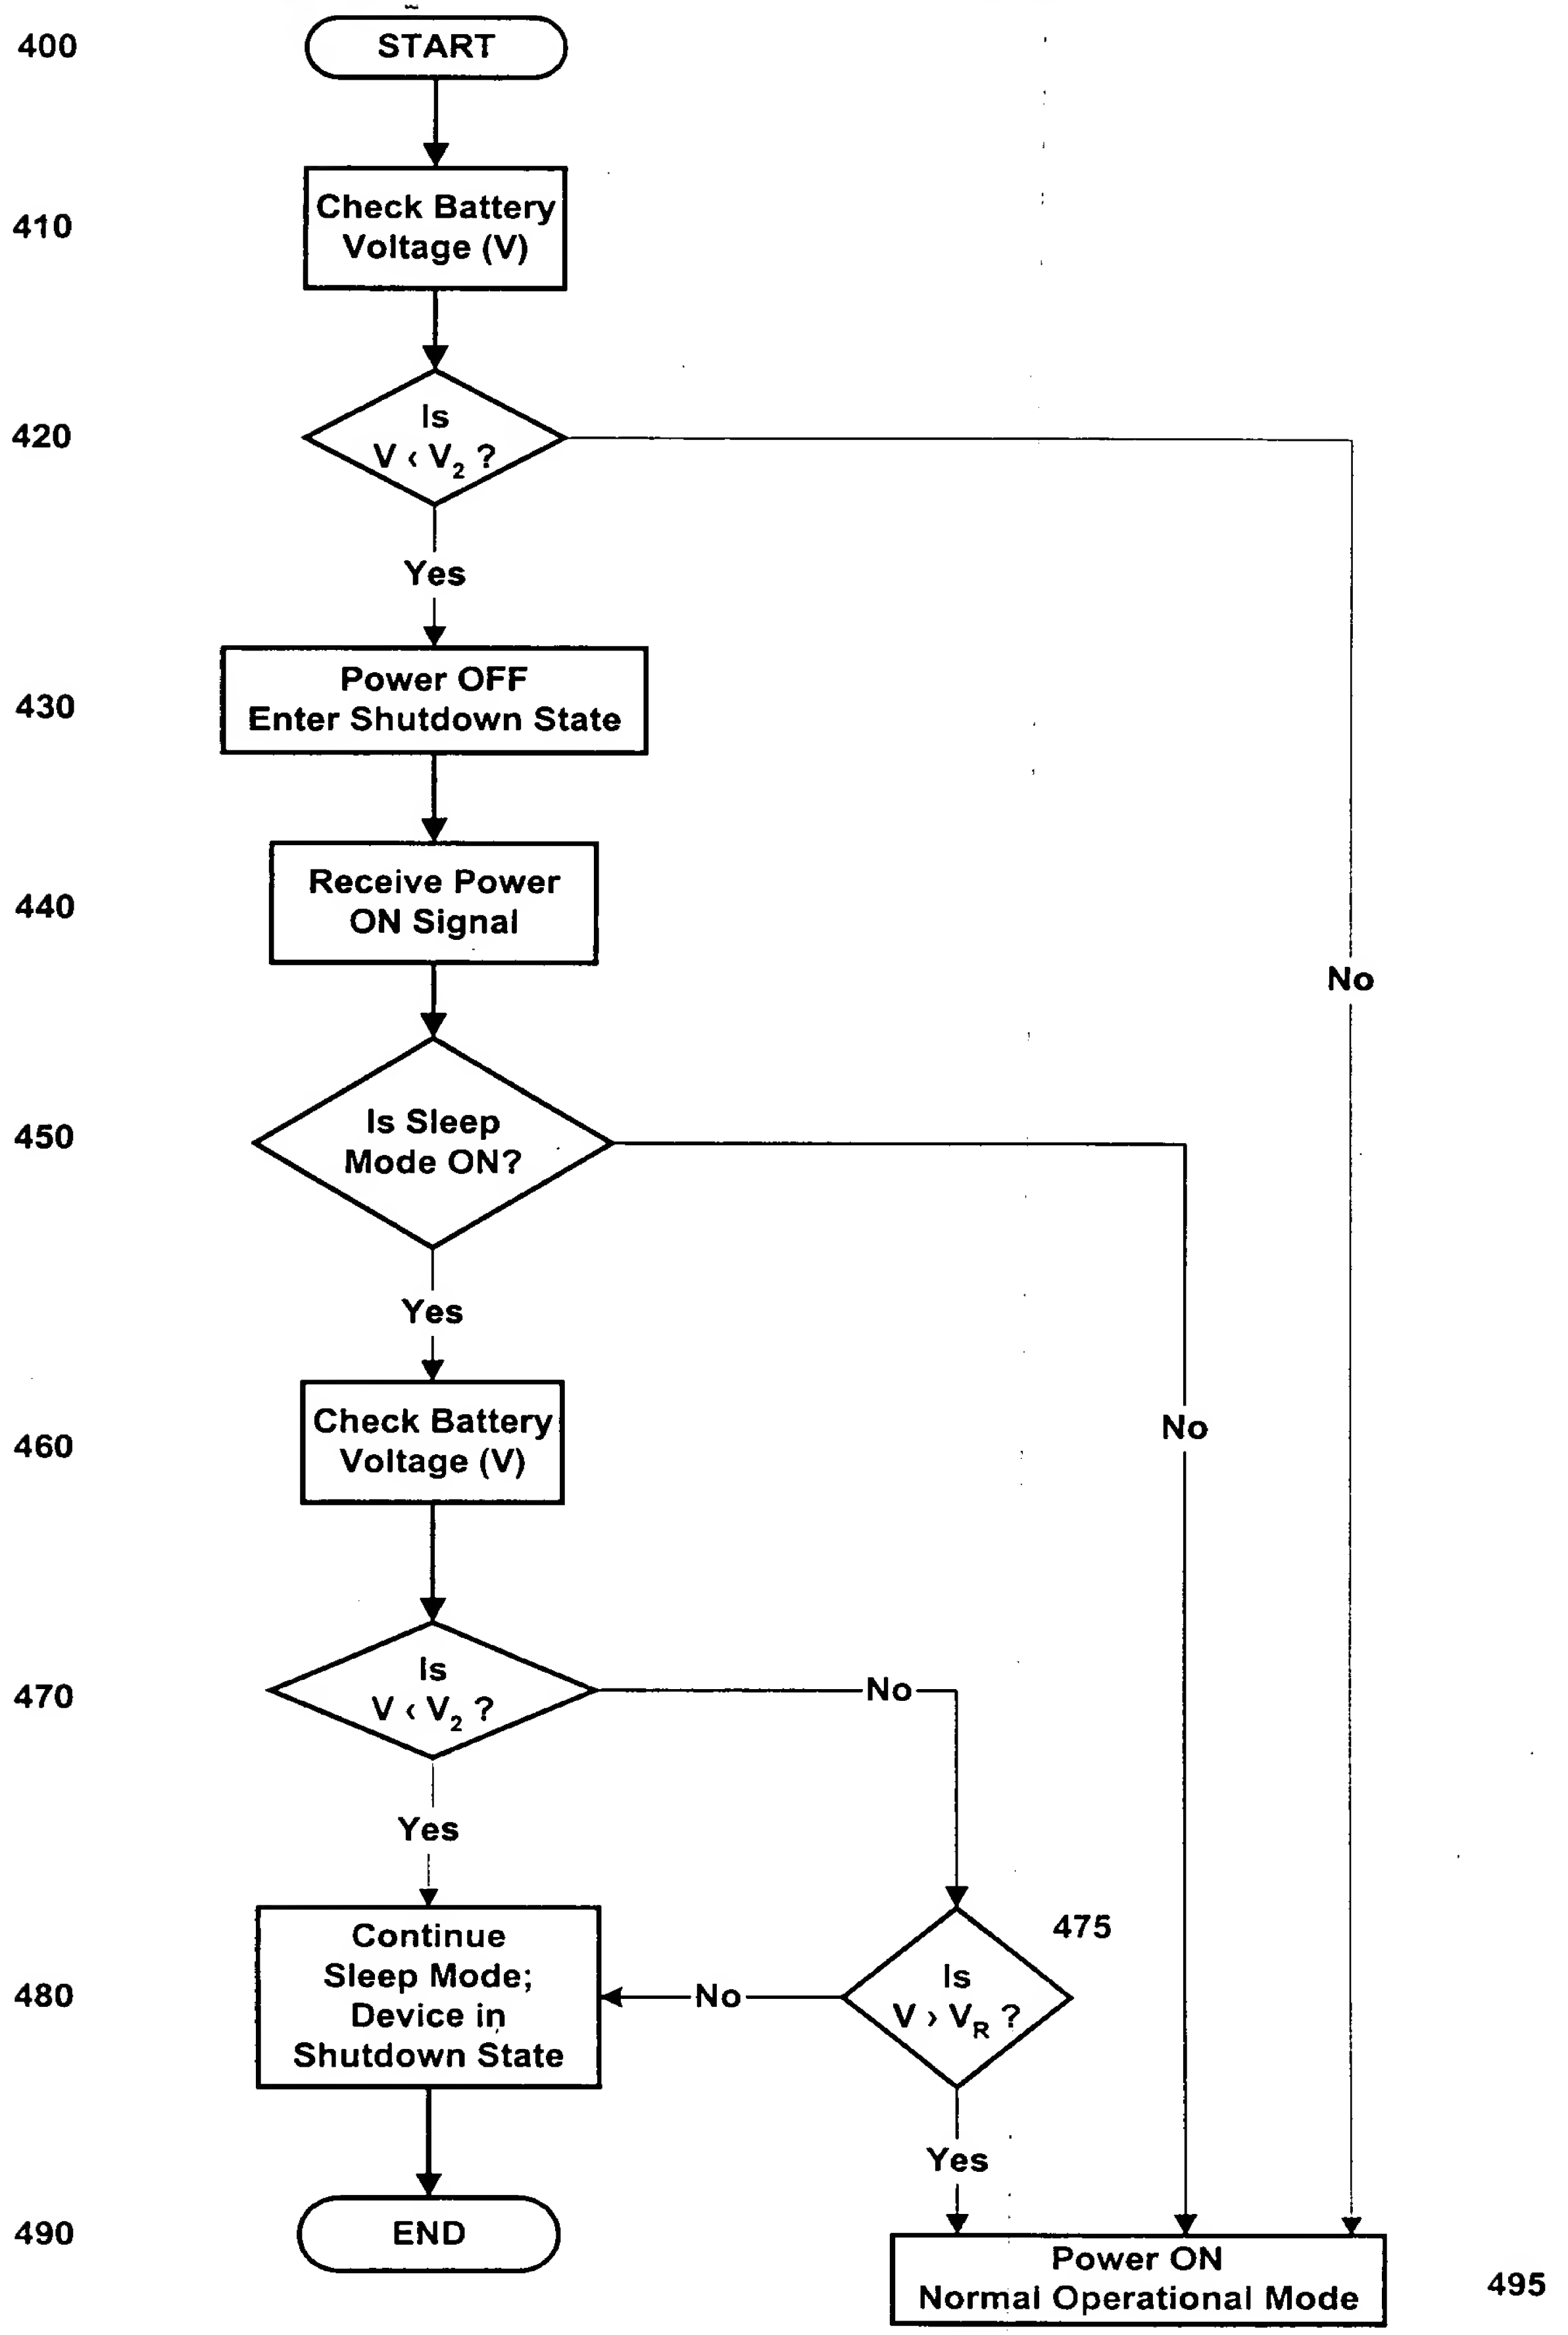 400
START
410
Check Battery
Voltage (V)
420
Is
V < V2 ?
Yes
430
Power OFF
Enter Shutdown State
440
Receive Power
ON Signal
No
450
Is Sleep
Mode ON?
Yes
460
Check Battery
Voltage (V)
No
470
Is
V < V2 ?
No
Yes
475
480
Continue
Sleep Mode;
Device in
Shutdown State
No
Is
V > VR ?
Yes
490
END
Power ON
Normal Operational Mode
495